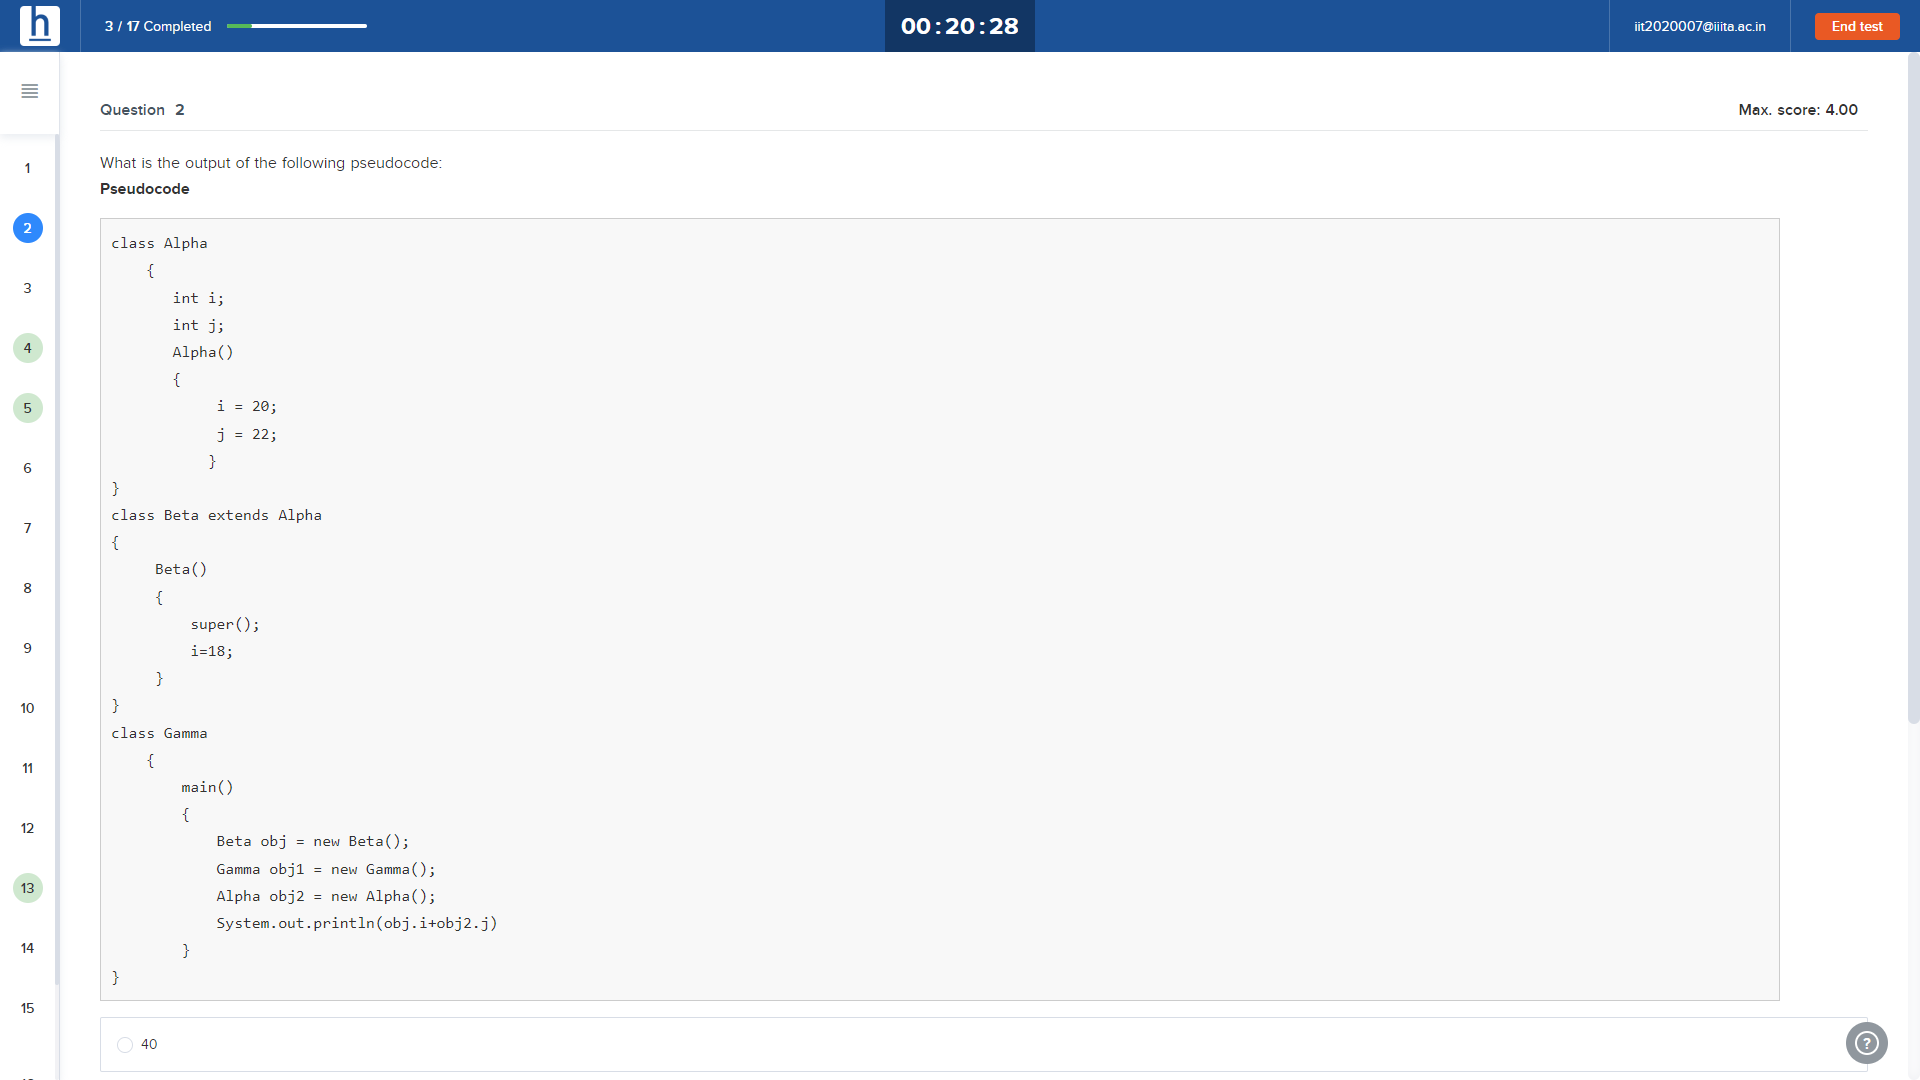 h
3 / 17 Completed
00:20:28
iit2020007@iiita.ac.in
End test
Question 2
Max. score: 4.00
What is the output of the following pseudocode:
Pseudocode
class Alpha
{
int i;
int j;
Alpha()
{
i = 20;
j = 22;
}
}
class Beta extends Alpha
{
Beta()
{
super();
i=18;
}
}
class Gamma
{
main()
{
Beta obj = new Beta();
Gamma obj1 = new Gamma();
Alpha obj2 = new Alpha();
System.out.println(obj.i+obj2.j)
}
}
40
?
1
2
3
4
5
6
7
8
9
10
11
12
13
14
15